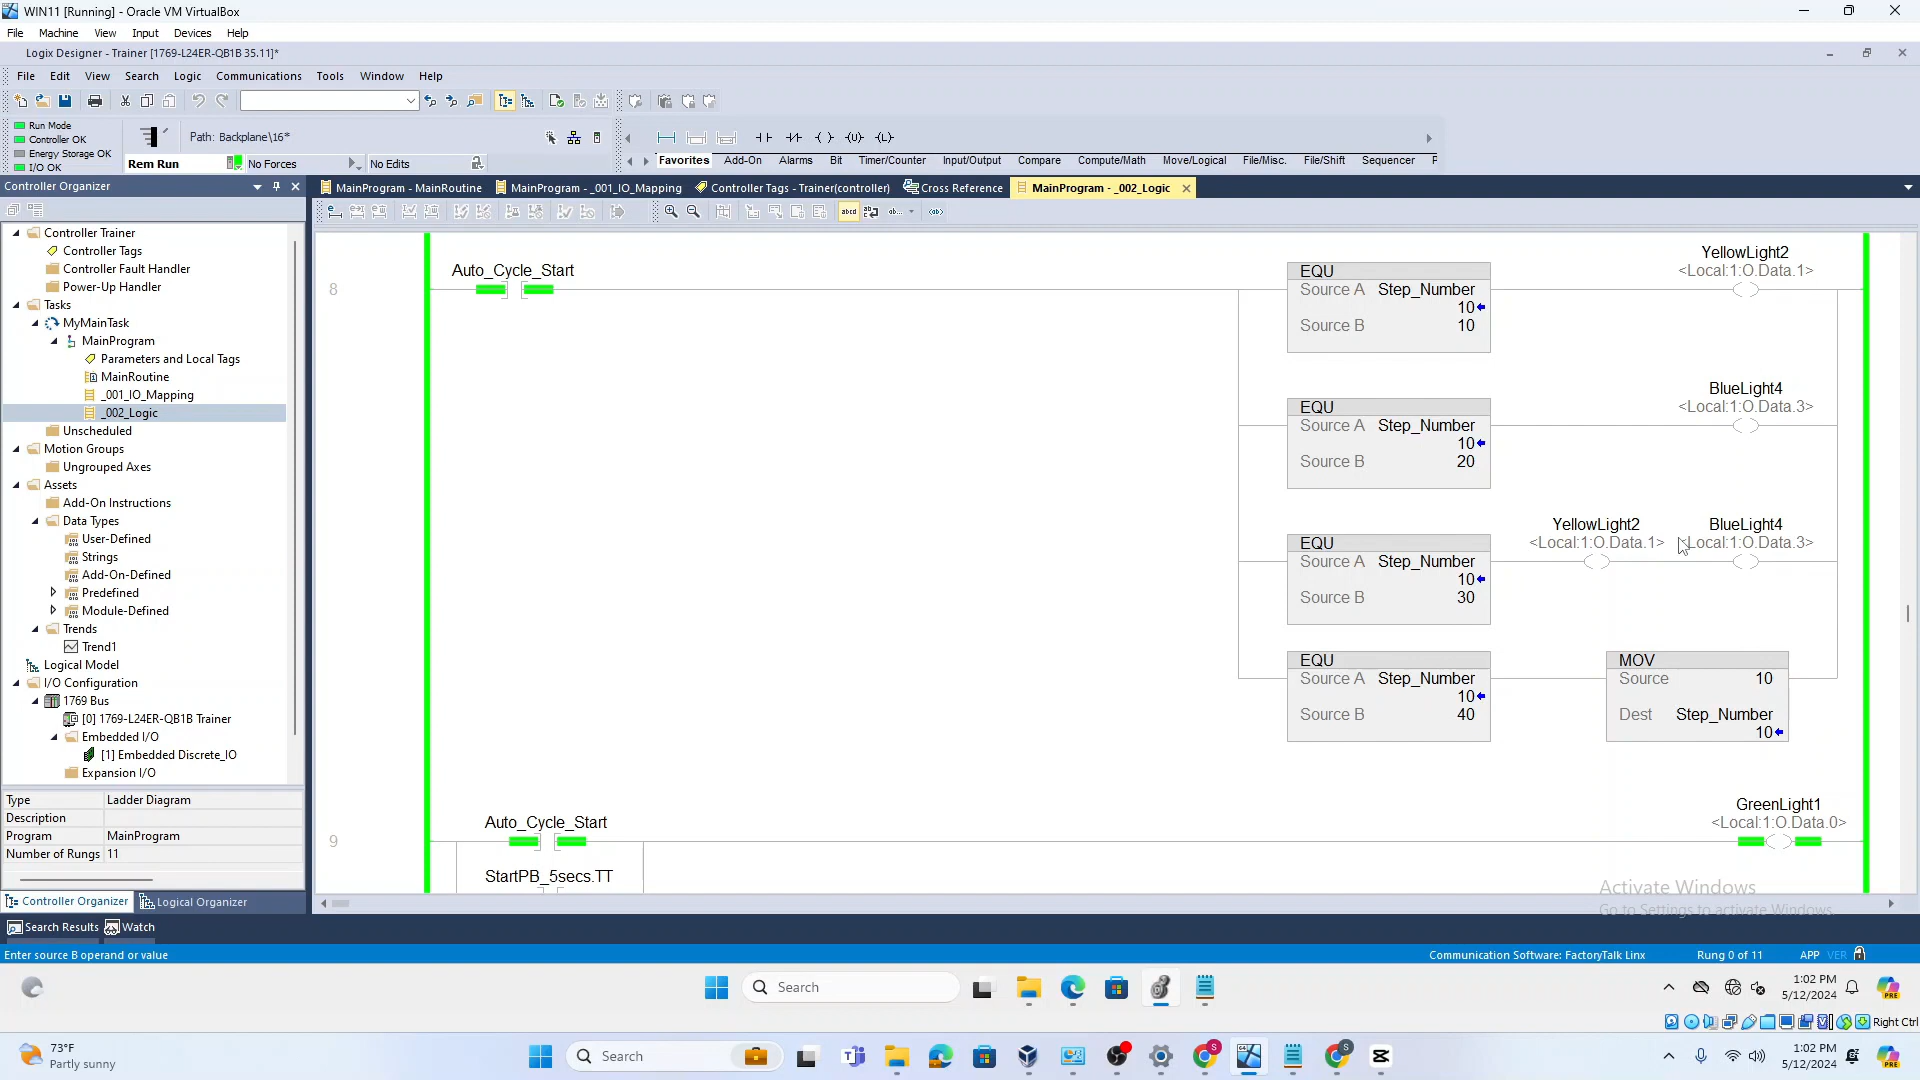 WIN11 [Running] - Oracle VM VirtualBox
File Machine View Input Devices Help
Logix Designer - Trainer [1769-L24ER-QB1B 35.11]*
File Edit View Search Logic Communications Tools Window Help
Run Mode
Controller OK
Energy Storage OK
I/O OK
Path: Backplane\16*
Rem Run No Forces No Edits
Favorites Add-On Alarms Bit Timer/Counter Input/Output Compare Compute/Math Move/Logical File/Misc. File/Shift Sequencer P
Controller Organizer
MainProgram - MainRoutine MainProgram - _001_IO_Mapping Controller Tags - Trainer(controller) Cross Reference MainProgram - _002_Logic
Controller Trainer
Controller Tags
Controller Fault Handler
Power-Up Handler
Tasks
MyMainTask
MainProgram
Parameters and Local Tags
MainRoutine
_001_IO_Mapping
_002_Logic
Unscheduled
Motion Groups
Ungrouped Axes
Assets
Add-On Instructions
Data Types
User-Defined
Strings
Add-On-Defined
Predefined
Module-Defined
Trends
Trend1
Logical Model
I/O Configuration
1769 Bus
[0] 1769-L24ER-QB1B Trainer
Embedded I/O
[1] Embedded Discrete_IO
Expansion I/O
Type Ladder Diagram
Description
Program MainProgram
Number of Rungs 11
Controller Organizer Logical Organizer
8
Auto_Cycle_Start
EQU
Source A Step_Number
10
Source B 10
YellowLight2
<Local:1:O.Data.1>
EQU
Source A Step_Number
10
Source B 20
BlueLight4
<Local:1:O.Data.3>
EQU
Source A Step_Number
10
Source B 30
YellowLight2
<Local:1:O.Data.1>
BlueLight4
<Local:1:O.Data.3>
EQU
Source A Step_Number
10
Source B 40
MOV
Source 10
Dest Step_Number
10
9
Auto_Cycle_Start
StartPB_5secs.TT
GreenLight1
<Local:1:O.Data.0>
Activate Windows
Go to Settings to activate Windows.
Search Results Watch
Enter source B operand or value
Communication Software: FactoryTalk Linx Rung 0 of 11 APP VER
Search
1:02 PM
5/12/2024
Right Ctrl
73°F
Partly sunny
Search
1:02 PM
5/12/2024